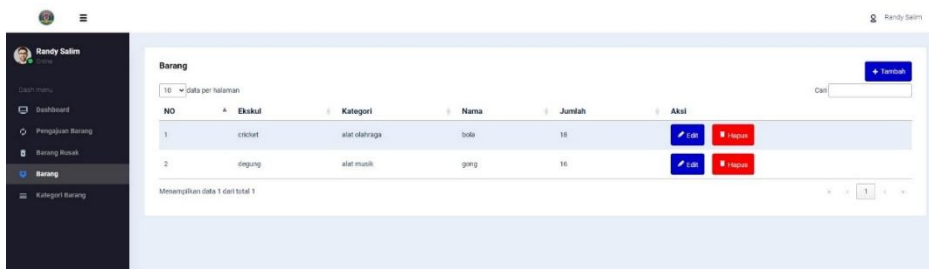 Randy Salim
Randy Salim
Online
Dash menu
Dashboard
Pengajuan Barang
Barang Rusak
Barang
Kategori Barang
Barang
+ Tambah
10 data per halaman
Cari
NO Ekskul Kategori Nama Jumlah Aksi
1 cricket alat olahraga bola 18 Edit Hapus
2 degung alat musik gong 16 Edit Hapus
Menampilkan data 1 dari total 1
« ‹ 1 › »